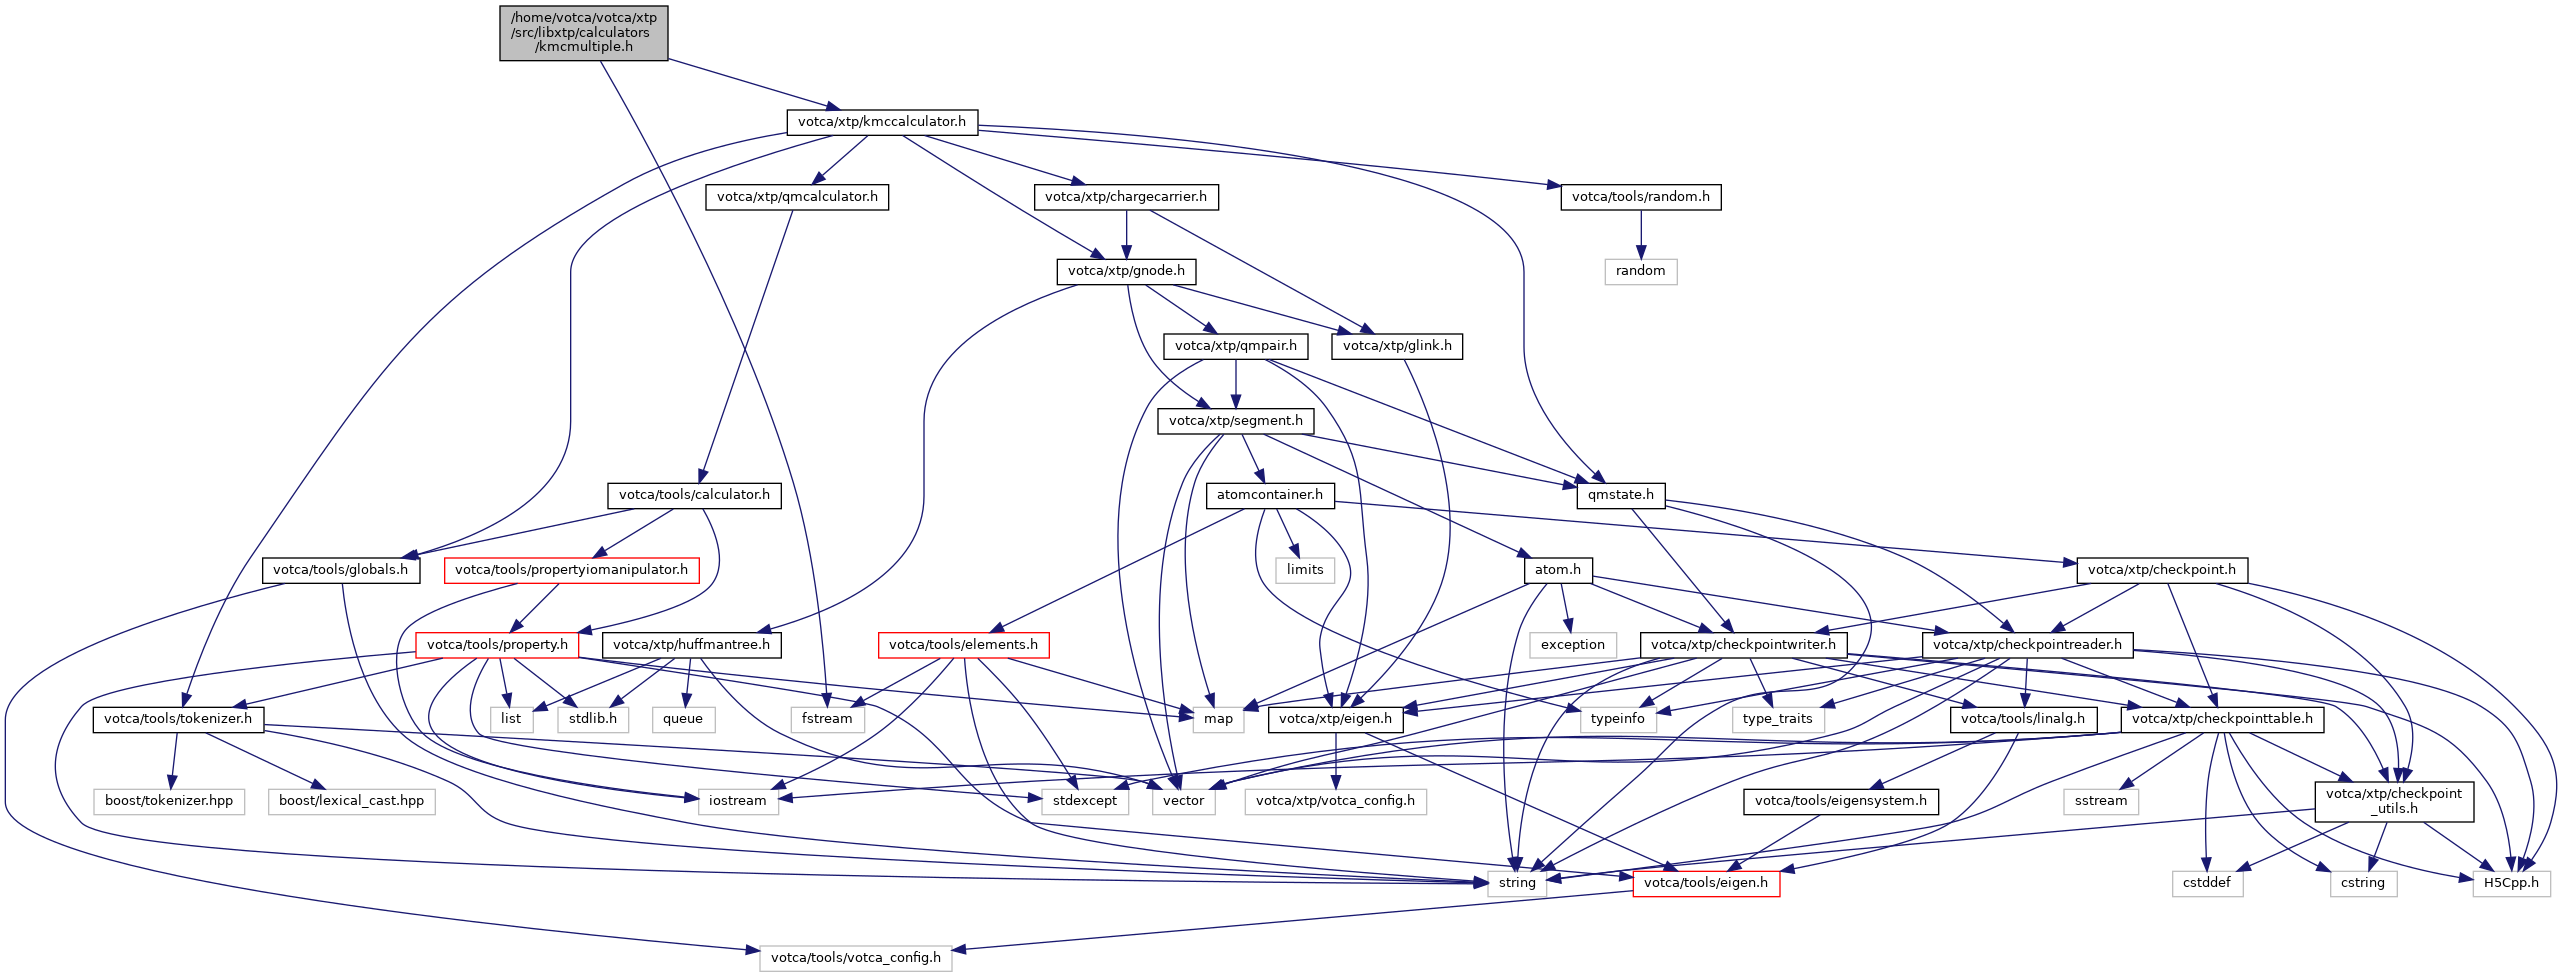 /home/votca/votca/xtp
/src/libxtp/calculators
/kmcmultiple.h
votca/xtp/kmccalculator.h
votca/xtp/qmcalculator.h
votca/xtp/chargecarrier.h
votca/tools/random.h
votca/xtp/gnode.h
random
votca/xtp/qmpair.h
votca/xtp/glink.h
votca/xtp/segment.h
votca/tools/calculator.h
atomcontainer.h
qmstate.h
votca/tools/globals.h
votca/tools/propertyiomanipulator.h
limits
atom.h
votca/xtp/checkpoint.h
votca/tools/property.h
votca/xtp/huffmantree.h
votca/tools/elements.h
exception
votca/xtp/checkpointwriter.h
votca/xtp/checkpointreader.h
votca/tools/tokenizer.h
list
stdlib.h
queue
fstream
map
votca/xtp/eigen.h
typeinfo
type_traits
votca/tools/linalg.h
votca/xtp/checkpointtable.h
boost/tokenizer.hpp
boost/lexical_cast.hpp
iostream
stdexcept
vector
votca/xtp/votca_config.h
votca/tools/eigensystem.h
sstream
votca/xtp/checkpoint
_utils.h
string
votca/tools/eigen.h
cstddef
cstring
H5Cpp.h
votca/tools/votca_config.h